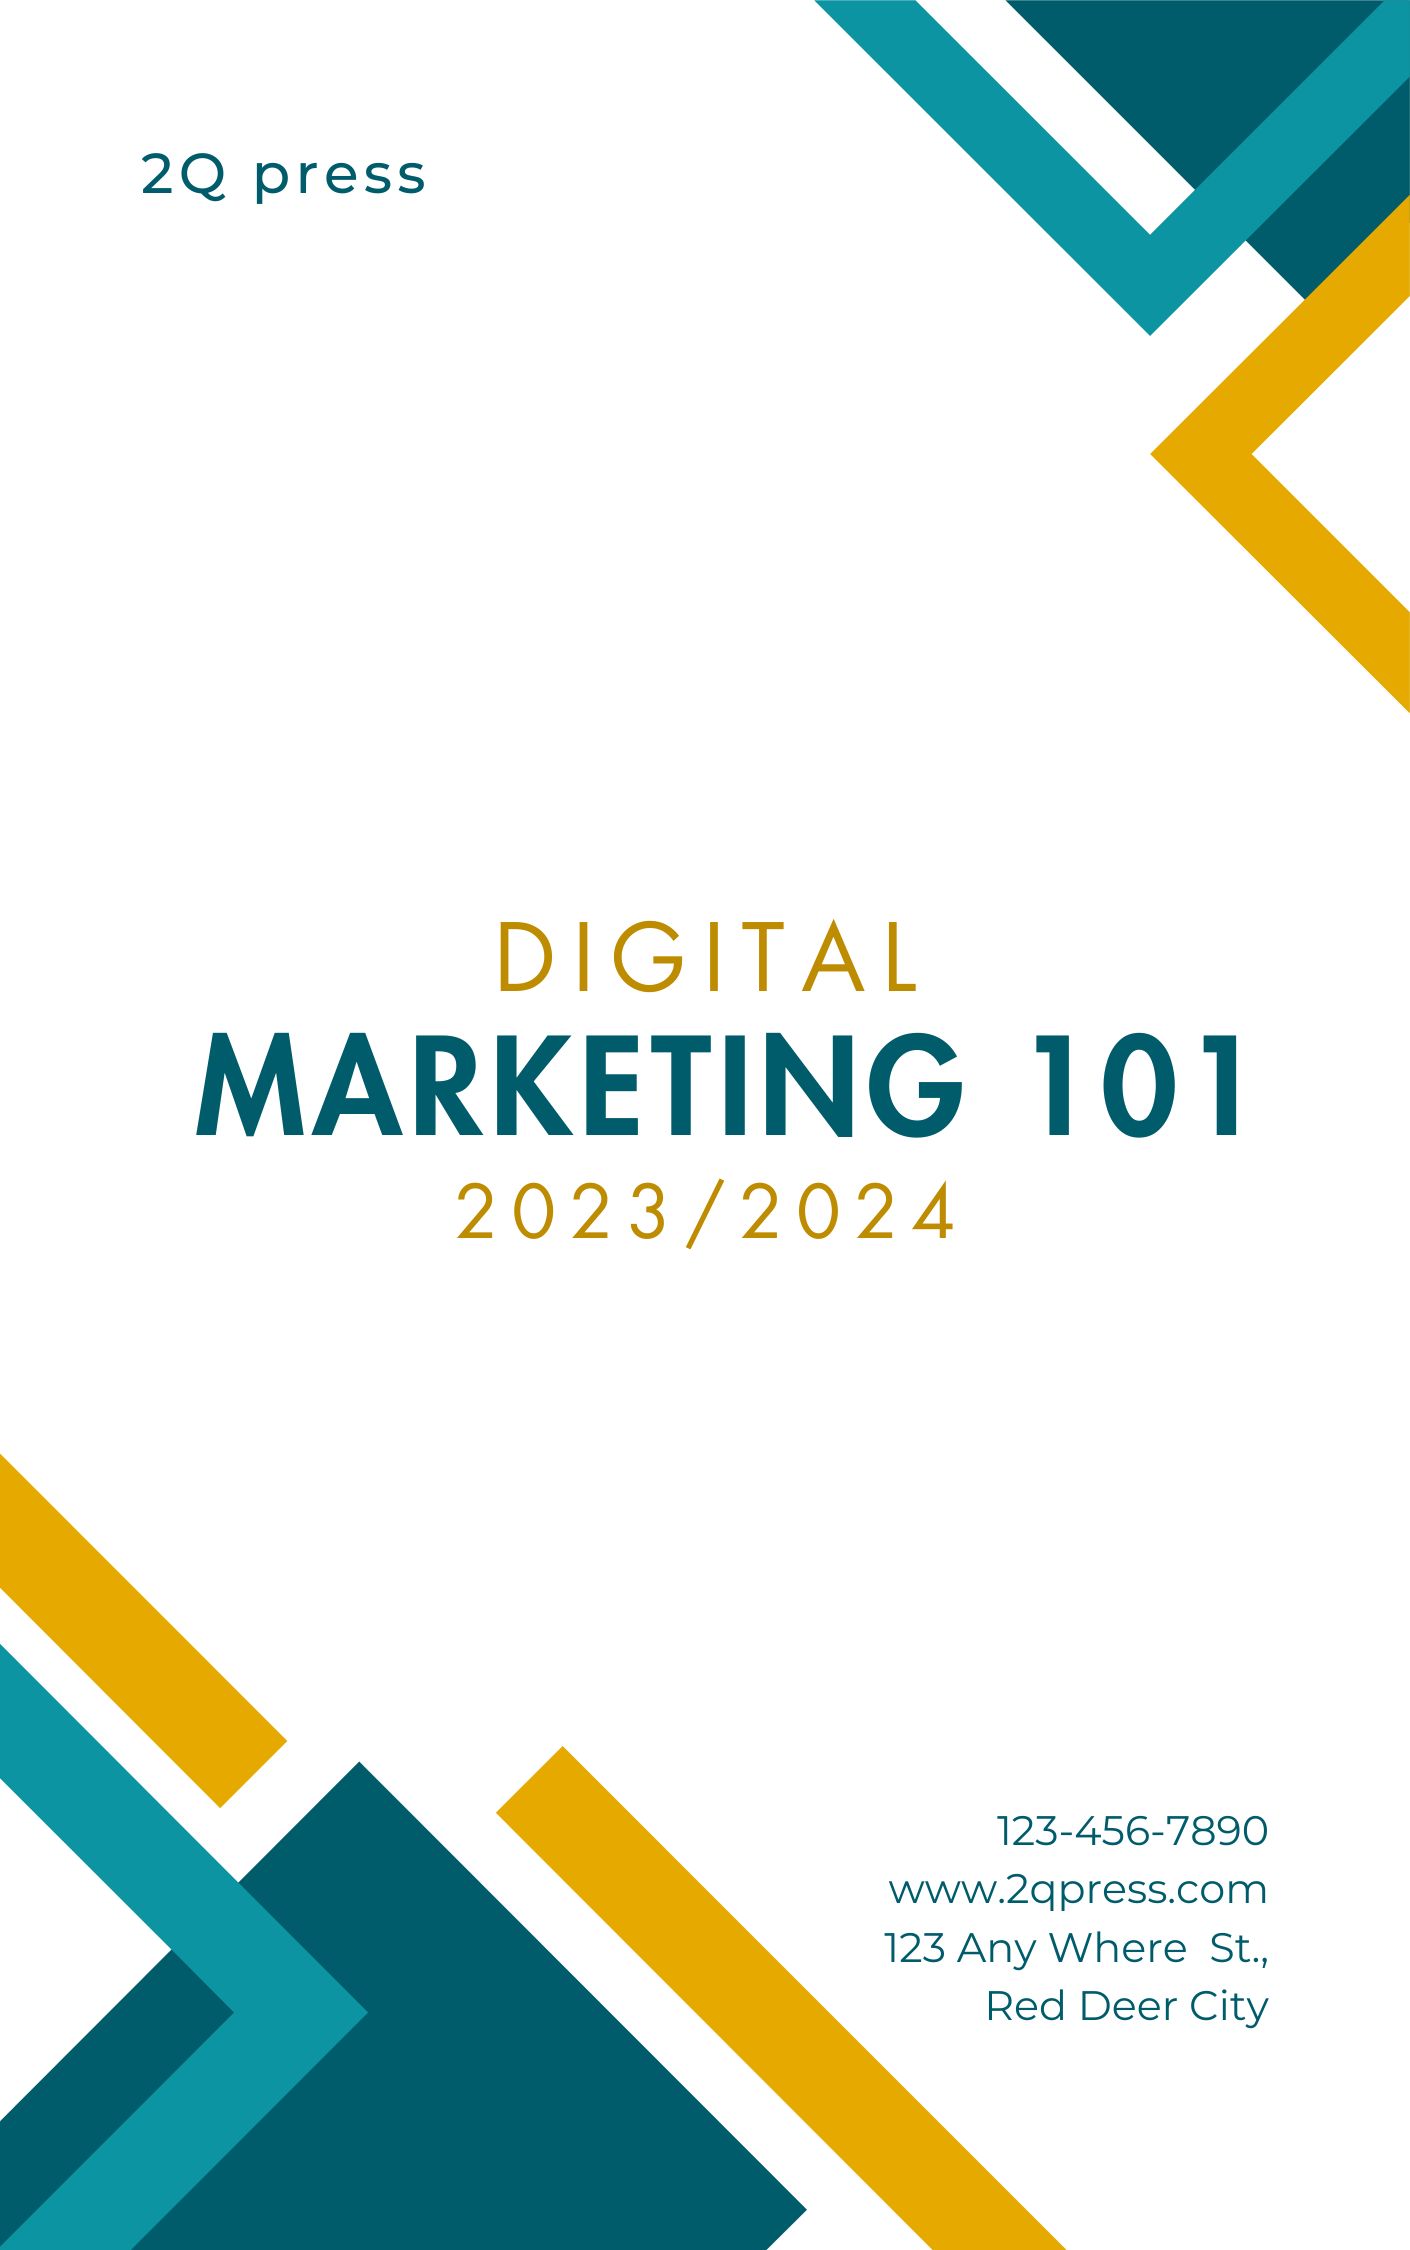 2Q press
DIGITAL
MARKETING 101
2023/2024
123-456-7890
www.2qpress.com
123 Any Where  St.,
Red Deer City